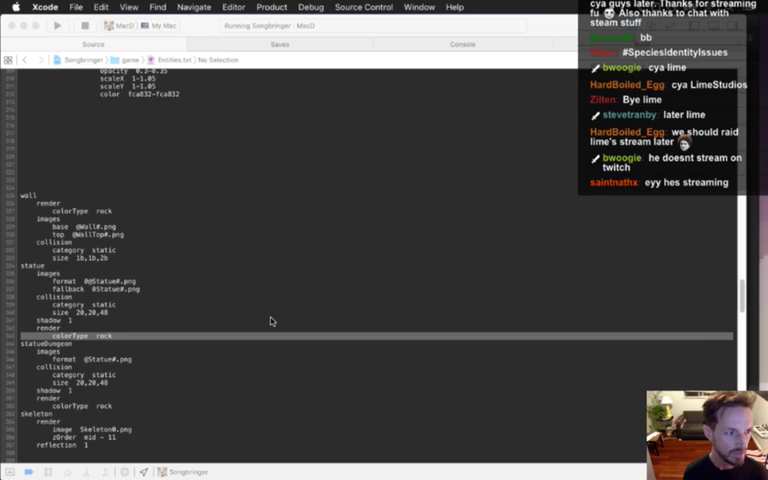 Xcode File Edit View Find Navigate Editor Product Debug Source Control Window Help
MacD
My Mac
Running Songbringer : MacD
Source
Saves
Console
Songbringer
game
Entities.txt
No Selection
opacity 0.3-0.35
scaleX 1-1.05
scaleY 1-1.05
color fca832-fca832
wall
render
colorType rock
images
base @Wall#.png
top @WallTop#.png
collision
category static
size 1b,1b,2b
statue
images
format 0@Statue#.png
fallback 0Statue#.png
collision
category static
size 20,20,48
shadow 1
render
colorType rock
statueDungeon
images
format @Statue#.png
collision
category static
size 20,20,48
shadow 1
render
colorType rock
skeleton
render
image Skeleton0.png
zOrder mid - 11
reflection 1
Songbringer
cya guys later. Thanks for streaming
fu Also thanks to chat with
steam stuff
bb
#SpeciesIdentityIssues
bwoogie cya lime
HardBoiled_Egg: cya LimeStudios
Zilten: Bye lime
stevetranby: later lime
HardBoiled_Egg: we should raid
lime's stream later
bwoogie he doesnt stream on
twitch
saintnathx: eyy hes streaming